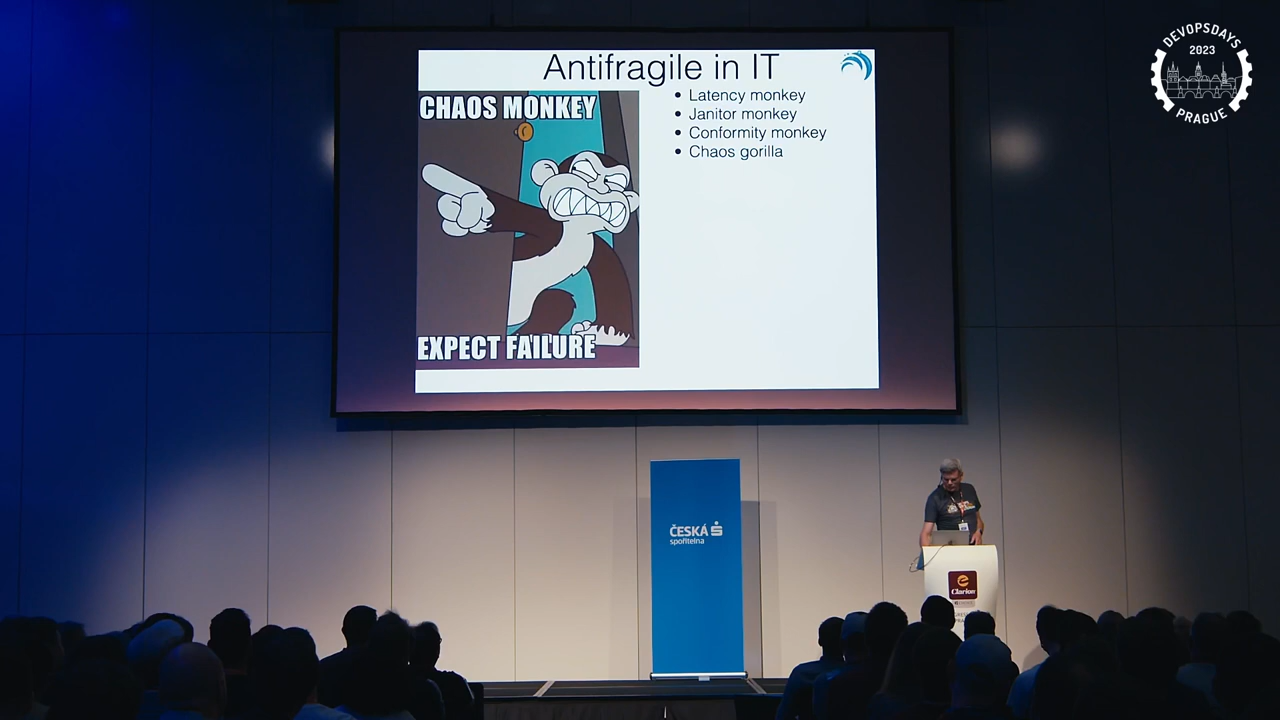 DEVOPSDAYS
2023
PRAGUE
Antifragile in IT
CHAOS MONKEY
EXPECT FAILURE
• Latency monkey
• Janitor monkey
• Conformity monkey
• Chaos gorilla
ČESKÁ
spořitelna
Clarion